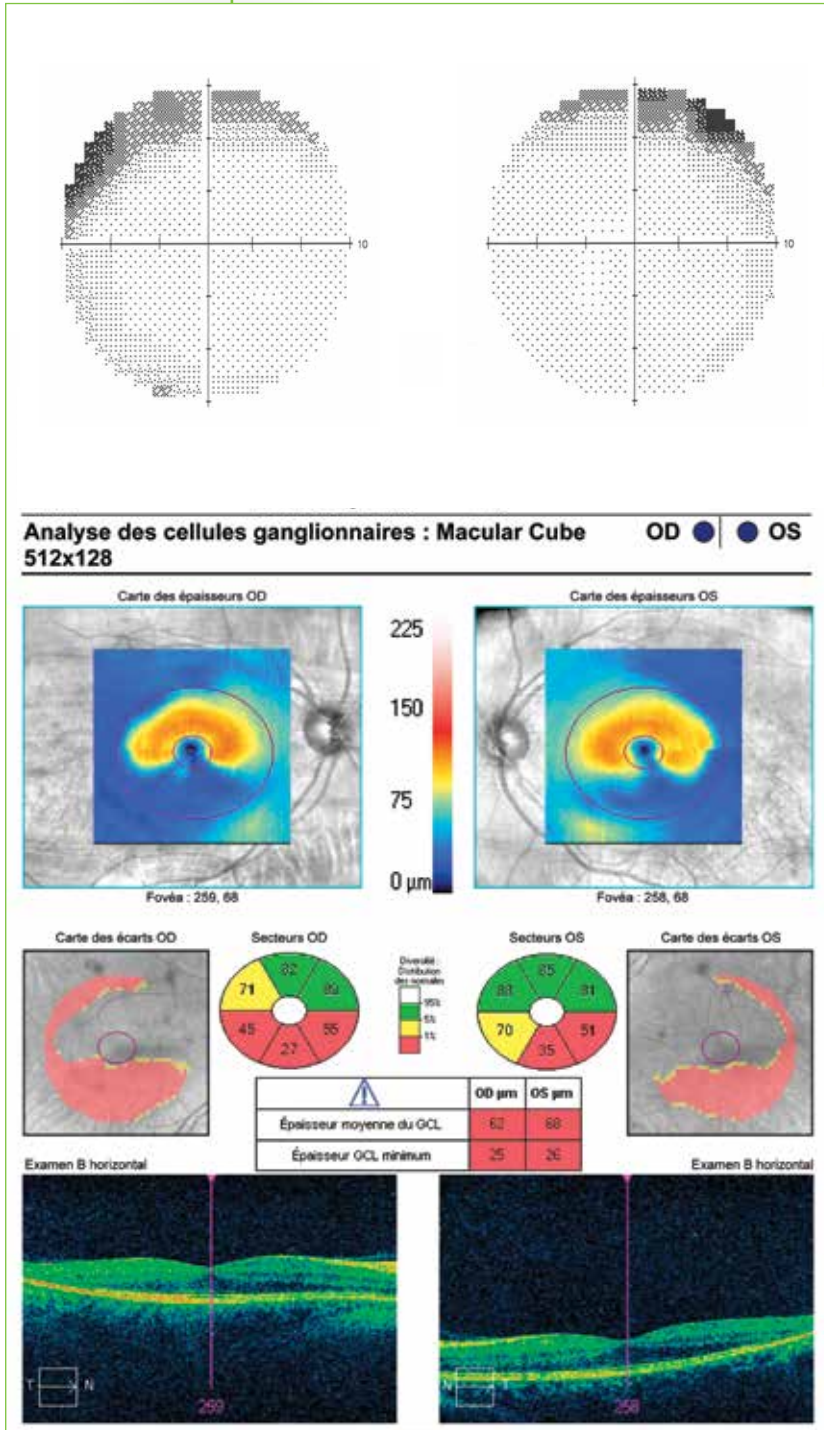 10
10
Analyse des cellules ganglionnaires : Macular Cube 512x128
OD OS
Carte des épaisseurs OD
Carte des épaisseurs OS
225
150
75
0 µm
Fovéa : 259, 68
Fovéa : 258, 68
Carte des écarts OD
Secteurs OD
Diversifié :
Distribution
des normales
Secteurs OS
Carte des écarts OS
82
71
89
45
55
27
95%
5%
1%
85
88
81
70
51
35
OD µm OS µm
Épaisseur moyenne du GCL 62 68
Épaisseur GCL minimum 25 26
Examen B horizontal
Examen B horizontal
T N
259
N T
258